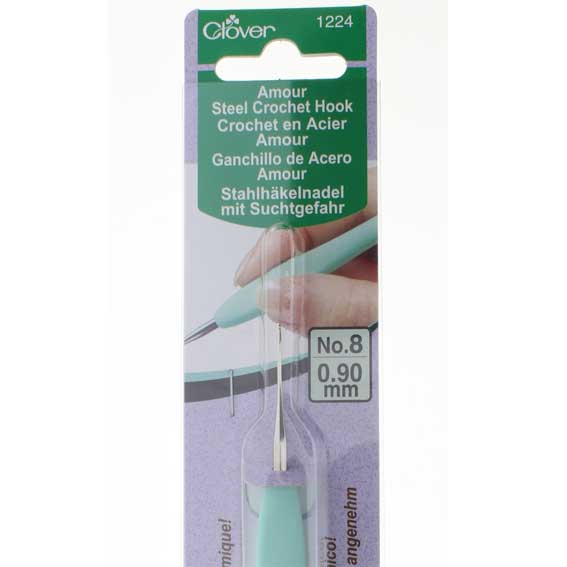 Clover 1224
Amour
Steel Crochet Hook
Crochet en Acier
Amour
Ganchillo de Acero
Amour
Stahlhäkelnadel
mit Suchtgefahr
No.8
0.90
mm
mique!
nico!
angenehm